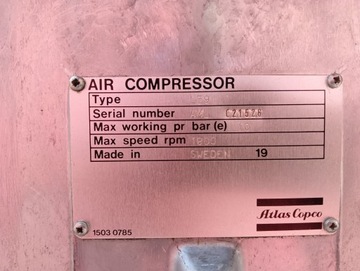 AIR COMPRESSOR
Type
Serial number
Max working pr bar(e)
Max speed rpm
Made in SWEDEN 19
Atlas Copco
1503 0785